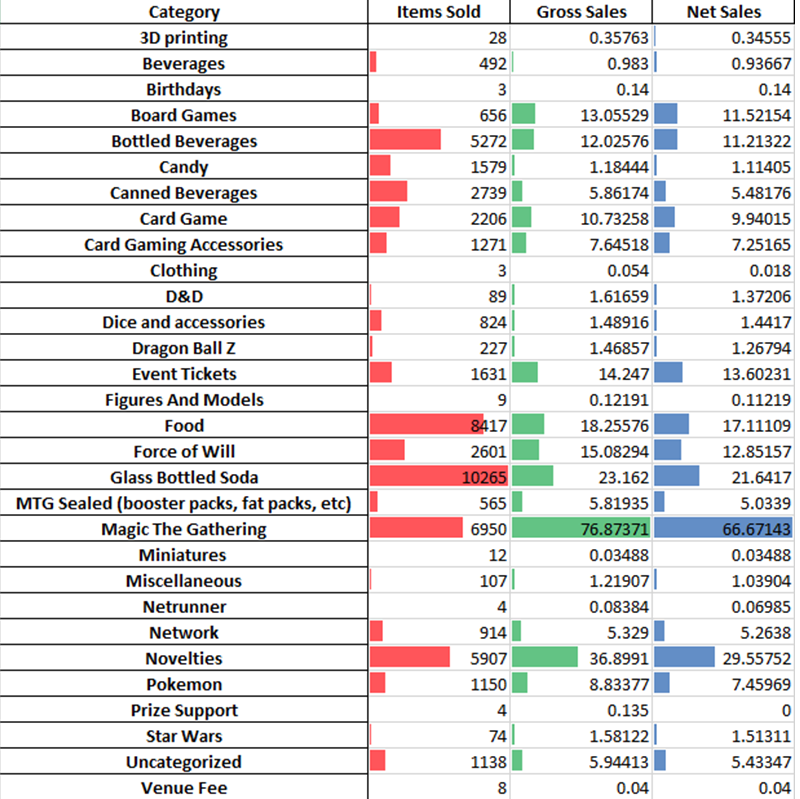 Category Items Sold Gross Sales Net Sales
3D printing 28 0.35763 0.34555
Beverages 492 0.983 0.93667
Birthdays 3 0.14 0.14
Board Games 656 13.05529 11.52154
Bottled Beverages 5272 12.02576 11.21322
Candy 1579 1.18444 1.11405
Canned Beverages 2739 5.86174 5.48176
Card Game 2206 10.73258 9.94015
Card Gaming Accessories 1271 7.64518 7.25165
Clothing 3 0.054 0.018
D&D 89 1.61659 1.37206
Dice and accessories 824 1.48916 1.4417
Dragon Ball Z 227 1.46857 1.26794
Event Tickets 1631 14.247 13.60231
Figures And Models 9 0.12191 0.11219
Food 8417 18.25576 17.11109
Force of Will 2601 15.08294 12.85157
Glass Bottled Soda 10265 23.162 21.6417
MTG Sealed (booster packs, fat packs, etc) 565 5.81935 5.0339
Magic The Gathering 6950 76.87371 66.67143
Miniatures 12 0.03488 0.03488
Miscellaneous 107 1.21907 1.03904
Netrunner 4 0.08384 0.06985
Network 914 5.329 5.2638
Novelties 5907 36.8991 29.55752
Pokemon 1150 8.83377 7.45969
Prize Support 4 0.135 0
Star Wars 74 1.58122 1.51311
Uncategorized 1138 5.94413 5.43347
Venue Fee 8 0.04 0.04